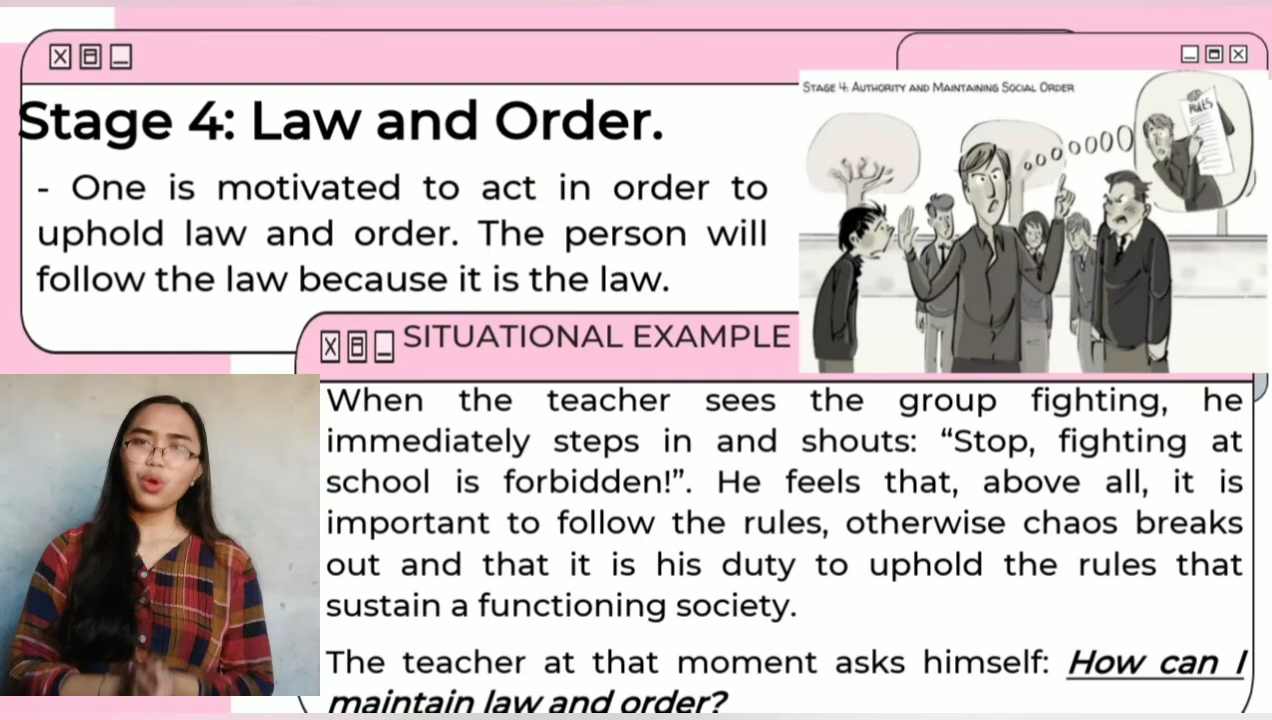 Stage 4: Law and Order.
- One is motivated to act in order to
uphold law and order. The person will
follow the law because it is the law.
STAGE 4: AUTHORITY AND MAINTAINING SOCIAL ORDER
RULES
SITUATIONAL EXAMPLE
When the teacher sees the group fighting, he
immediately steps in and shouts: “Stop, fighting at
school is forbidden!”. He feels that, above all, it is
important to follow the rules, otherwise chaos breaks
out and that it is his duty to uphold the rules that
sustain a functioning society.
The teacher at that moment asks himself: How can I
maintain law and order?